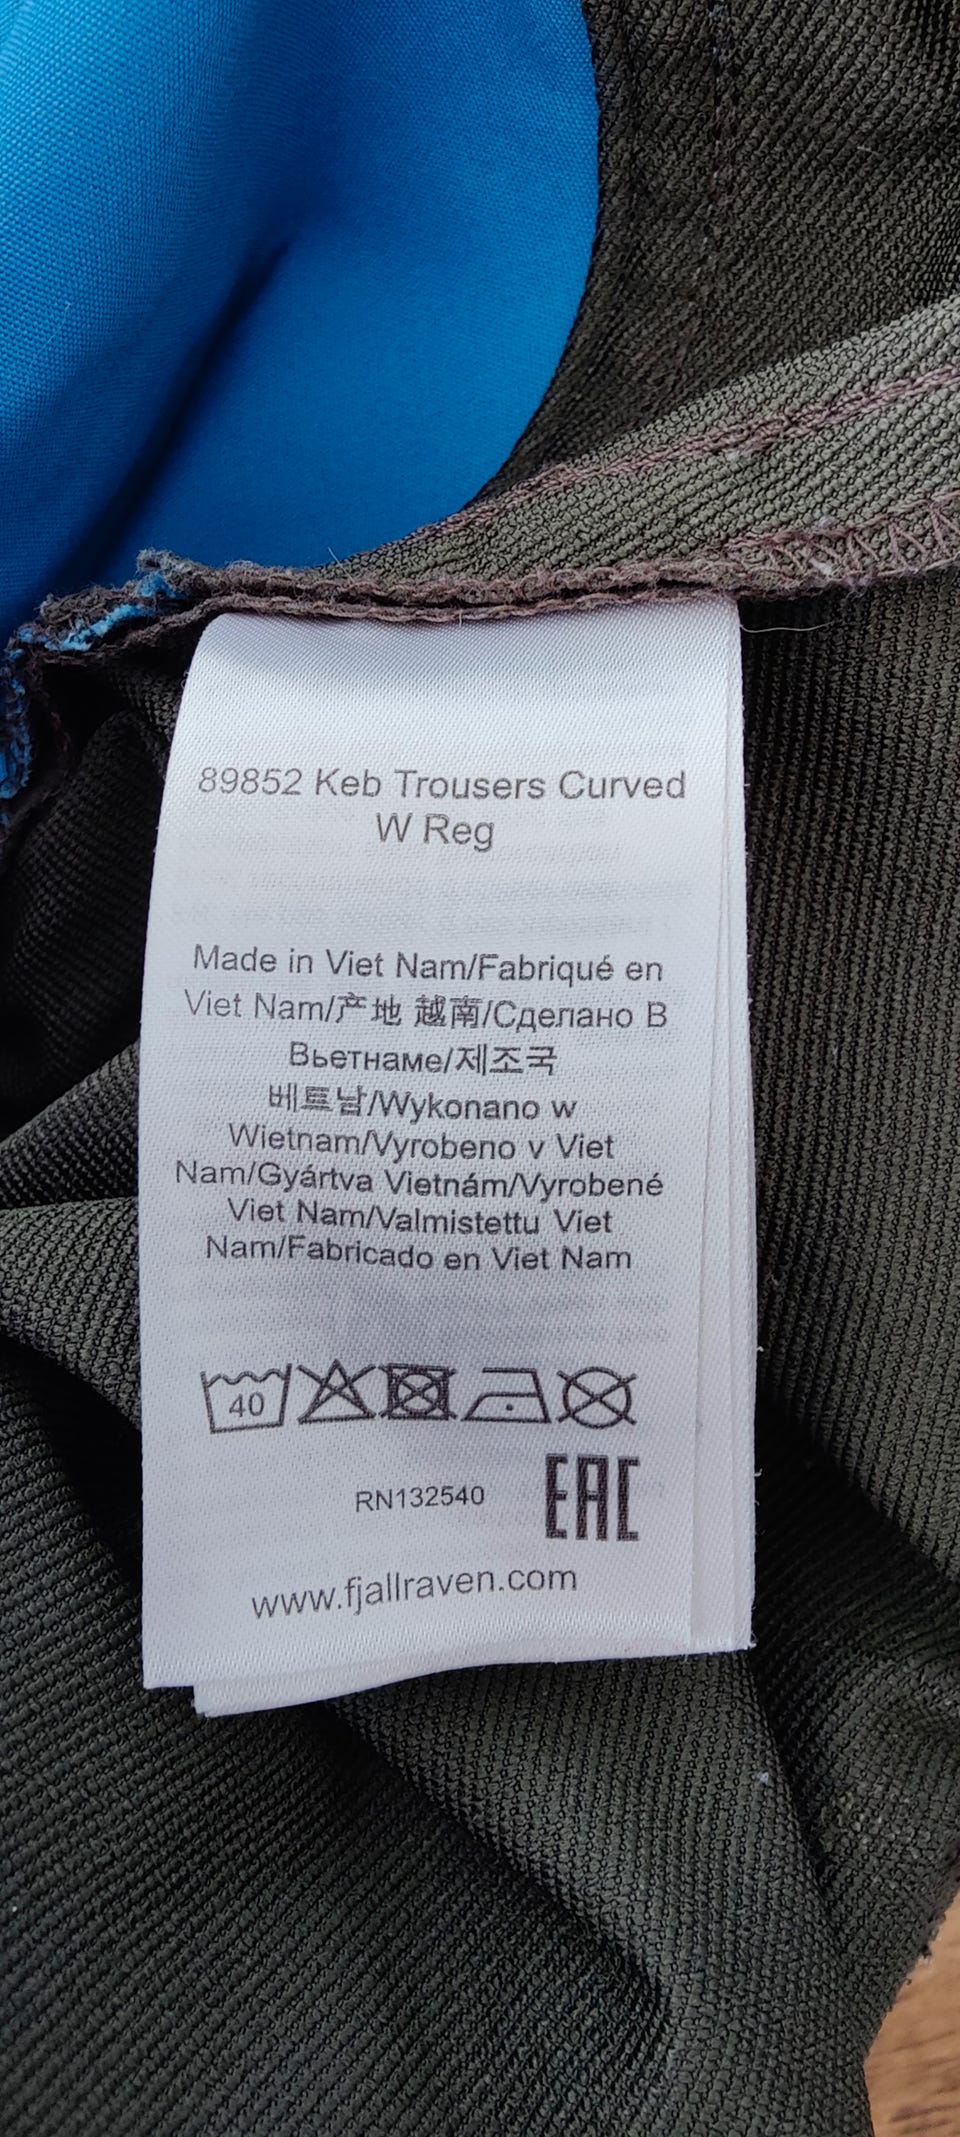 89852 Keb Trousers Curved
W Reg
Made in Viet Nam/Fabriqué en
Viet Nam/产地 越南/Сделано В
Вьетнаме/제조국
베트남/Wykonano w
Wietnam/Vyrobeno v Viet
Nam/Gyártva Vietnám/Vyrobené
Viet Nam/Valmistettu Viet
Nam/Fabricado en Viet Nam
40
RN132540 EAC
www.fjallraven.com